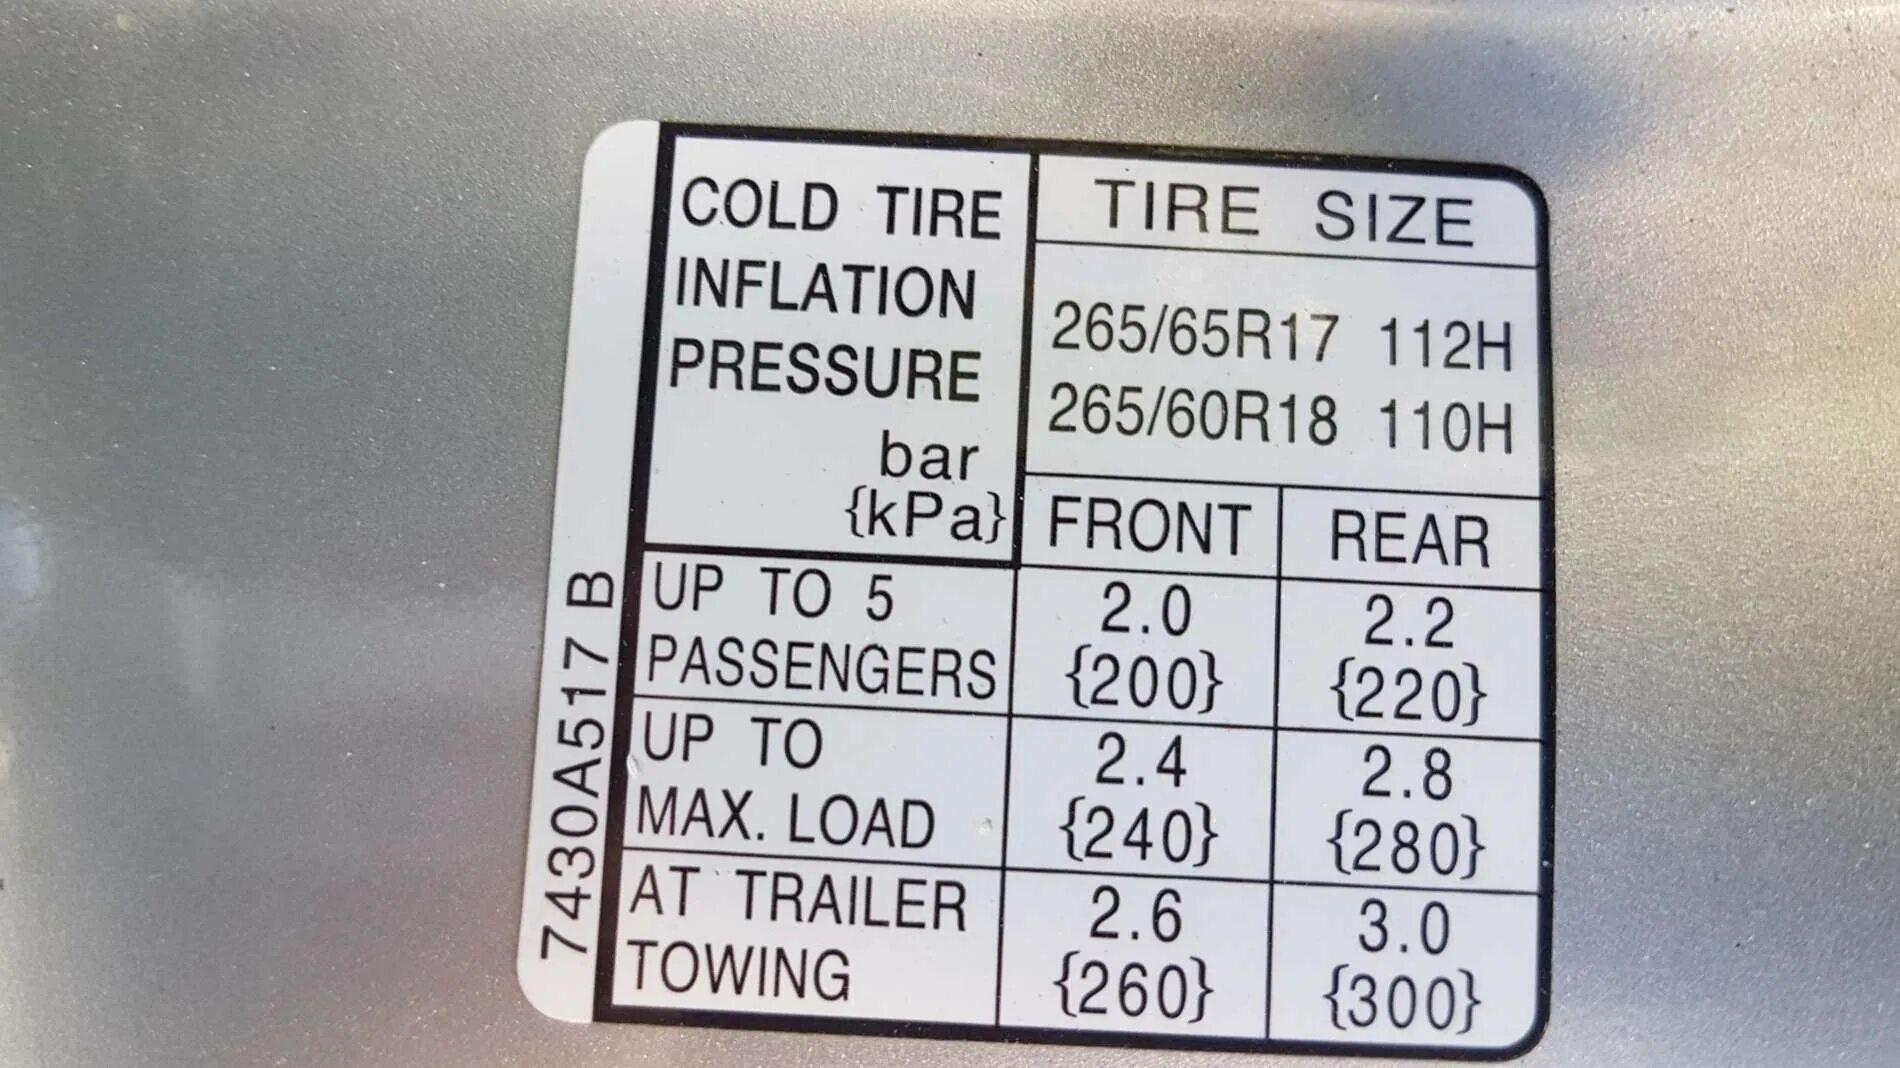 COLD TIRE
INFLATION
PRESSURE
bar
{kPa}
TIRE SIZE
265/65R17 112H
265/60R18 110H
FRONT REAR
UP TO 5
PASSENGERS
2.0
{200}
2.2
{220}
UP TO
MAX. LOAD
2.4
{240}
2.8
{280}
AT TRAILER
TOWING
2.6
{260}
3.0
{300}
7430A517 B